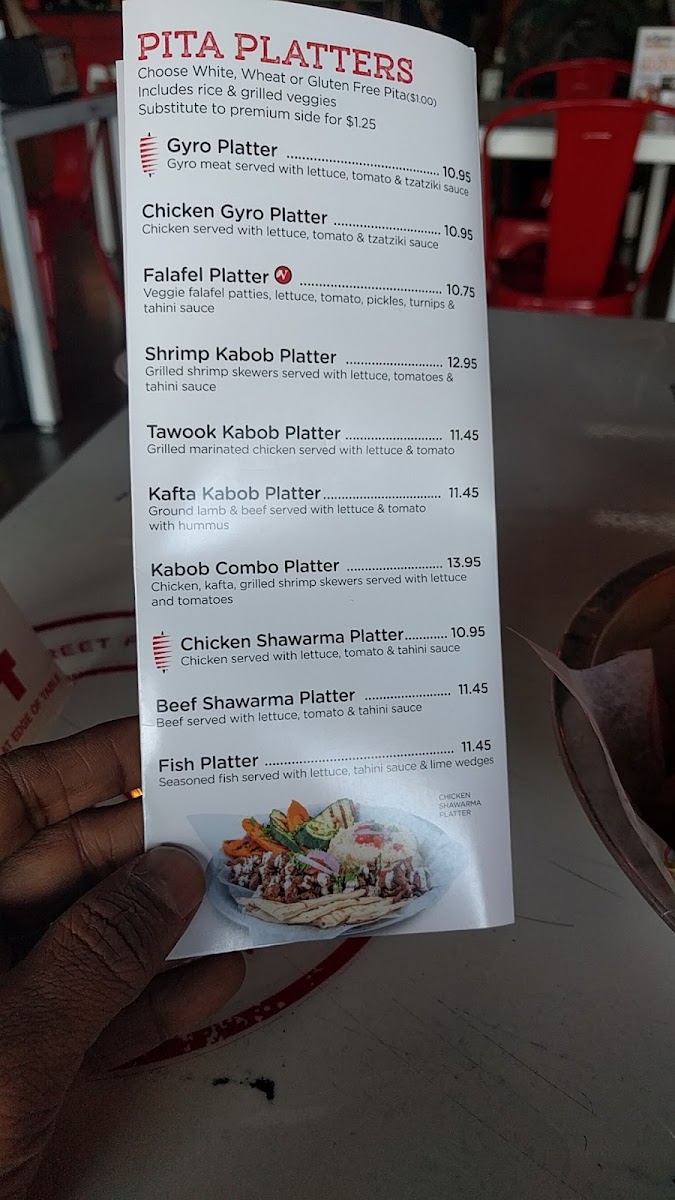 PITA PLATTERS
Choose White, Wheat or Gluten Free Pita($1.00)
Includes rice & grilled veggies
Substitute to premium side for $1.25
Gyro Platter ........................................ 10.95
Gyro meat served with lettuce, tomato & tzatziki sauce
Chicken Gyro Platter ............................ 10.95
Chicken served with lettuce, tomato & tzatziki sauce
Falafel Platter V ..................................... 10.75
Veggie falafel patties, lettuce, tomato, pickles, turnips &
tahini sauce
Shrimp Kabob Platter ......................... 12.95
Grilled shrimp skewers served with lettuce, tomatoes &
tahini sauce
Tawook Kabob Platter ......................... 11.45
Grilled marinated chicken served with lettuce & tomato
Kafta Kabob Platter............................... 11.45
Ground lamb & beef served with lettuce & tomato
with hummus
Kabob Combo Platter ......................... 13.95
Chicken, kafta, grilled shrimp skewers served with lettuce
and tomatoes
Chicken Shawarma Platter........... 10.95
Chicken served with lettuce, tomato & tahini sauce
Beef Shawarma Platter ....................... 11.45
Beef served with lettuce, tomato & tahini sauce
Fish Platter .................................................. 11.45
Seasoned fish served with lettuce, tahini sauce & lime wedges
CHICKEN
SHAWARMA
PLATTER
REET
AT EDGE OF TABLE